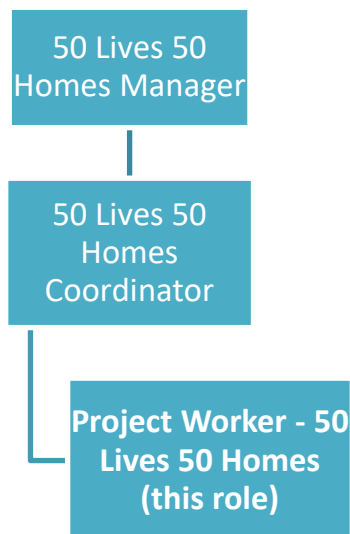 50 Lives 50
Homes Manager
50 Lives 50
Homes
Coordinator
Project Worker - 50
Lives 50 Homes
(this role)